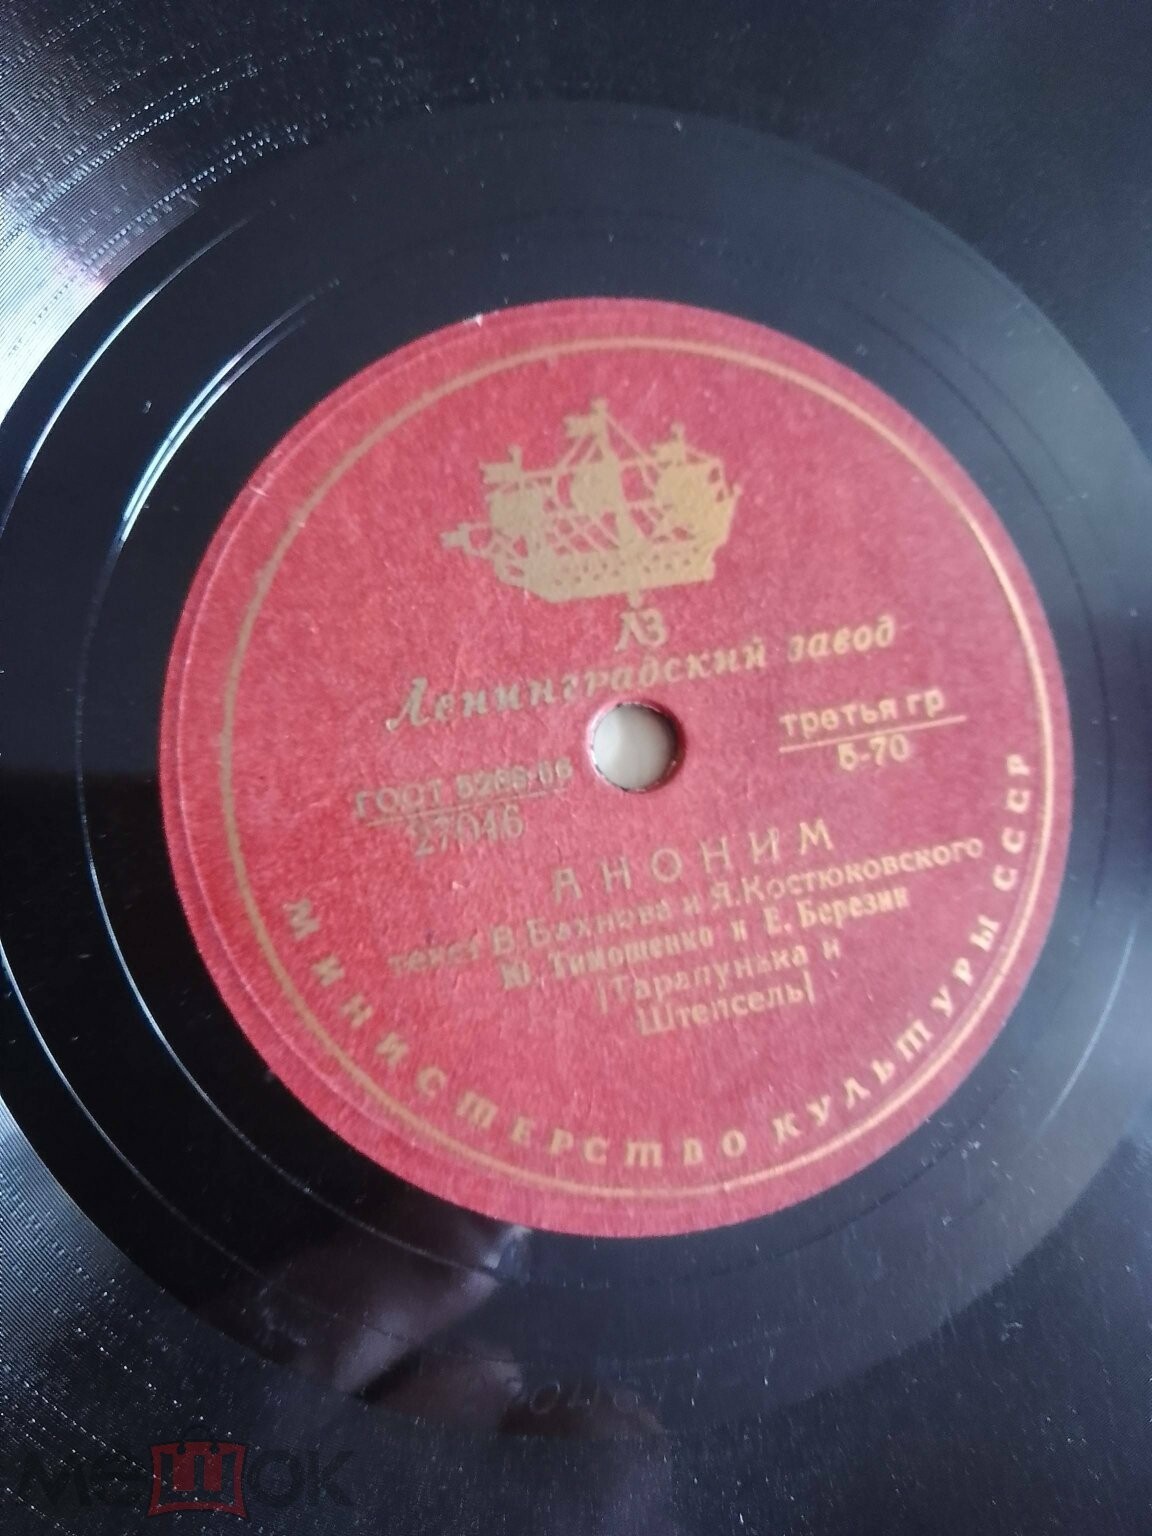 ЛЗ
Ленинградский завод
третья гр
5-70
ГОСТ 5289-56
27046
АНОНИМ
текст В. Бахнова и Я. Костюковского
Ю. Тимошенко и Е. Березин
(Тарапунька и
Штепсель)
МИНИСТЕРСТВО КУЛЬТУРЫ СССР
мешок